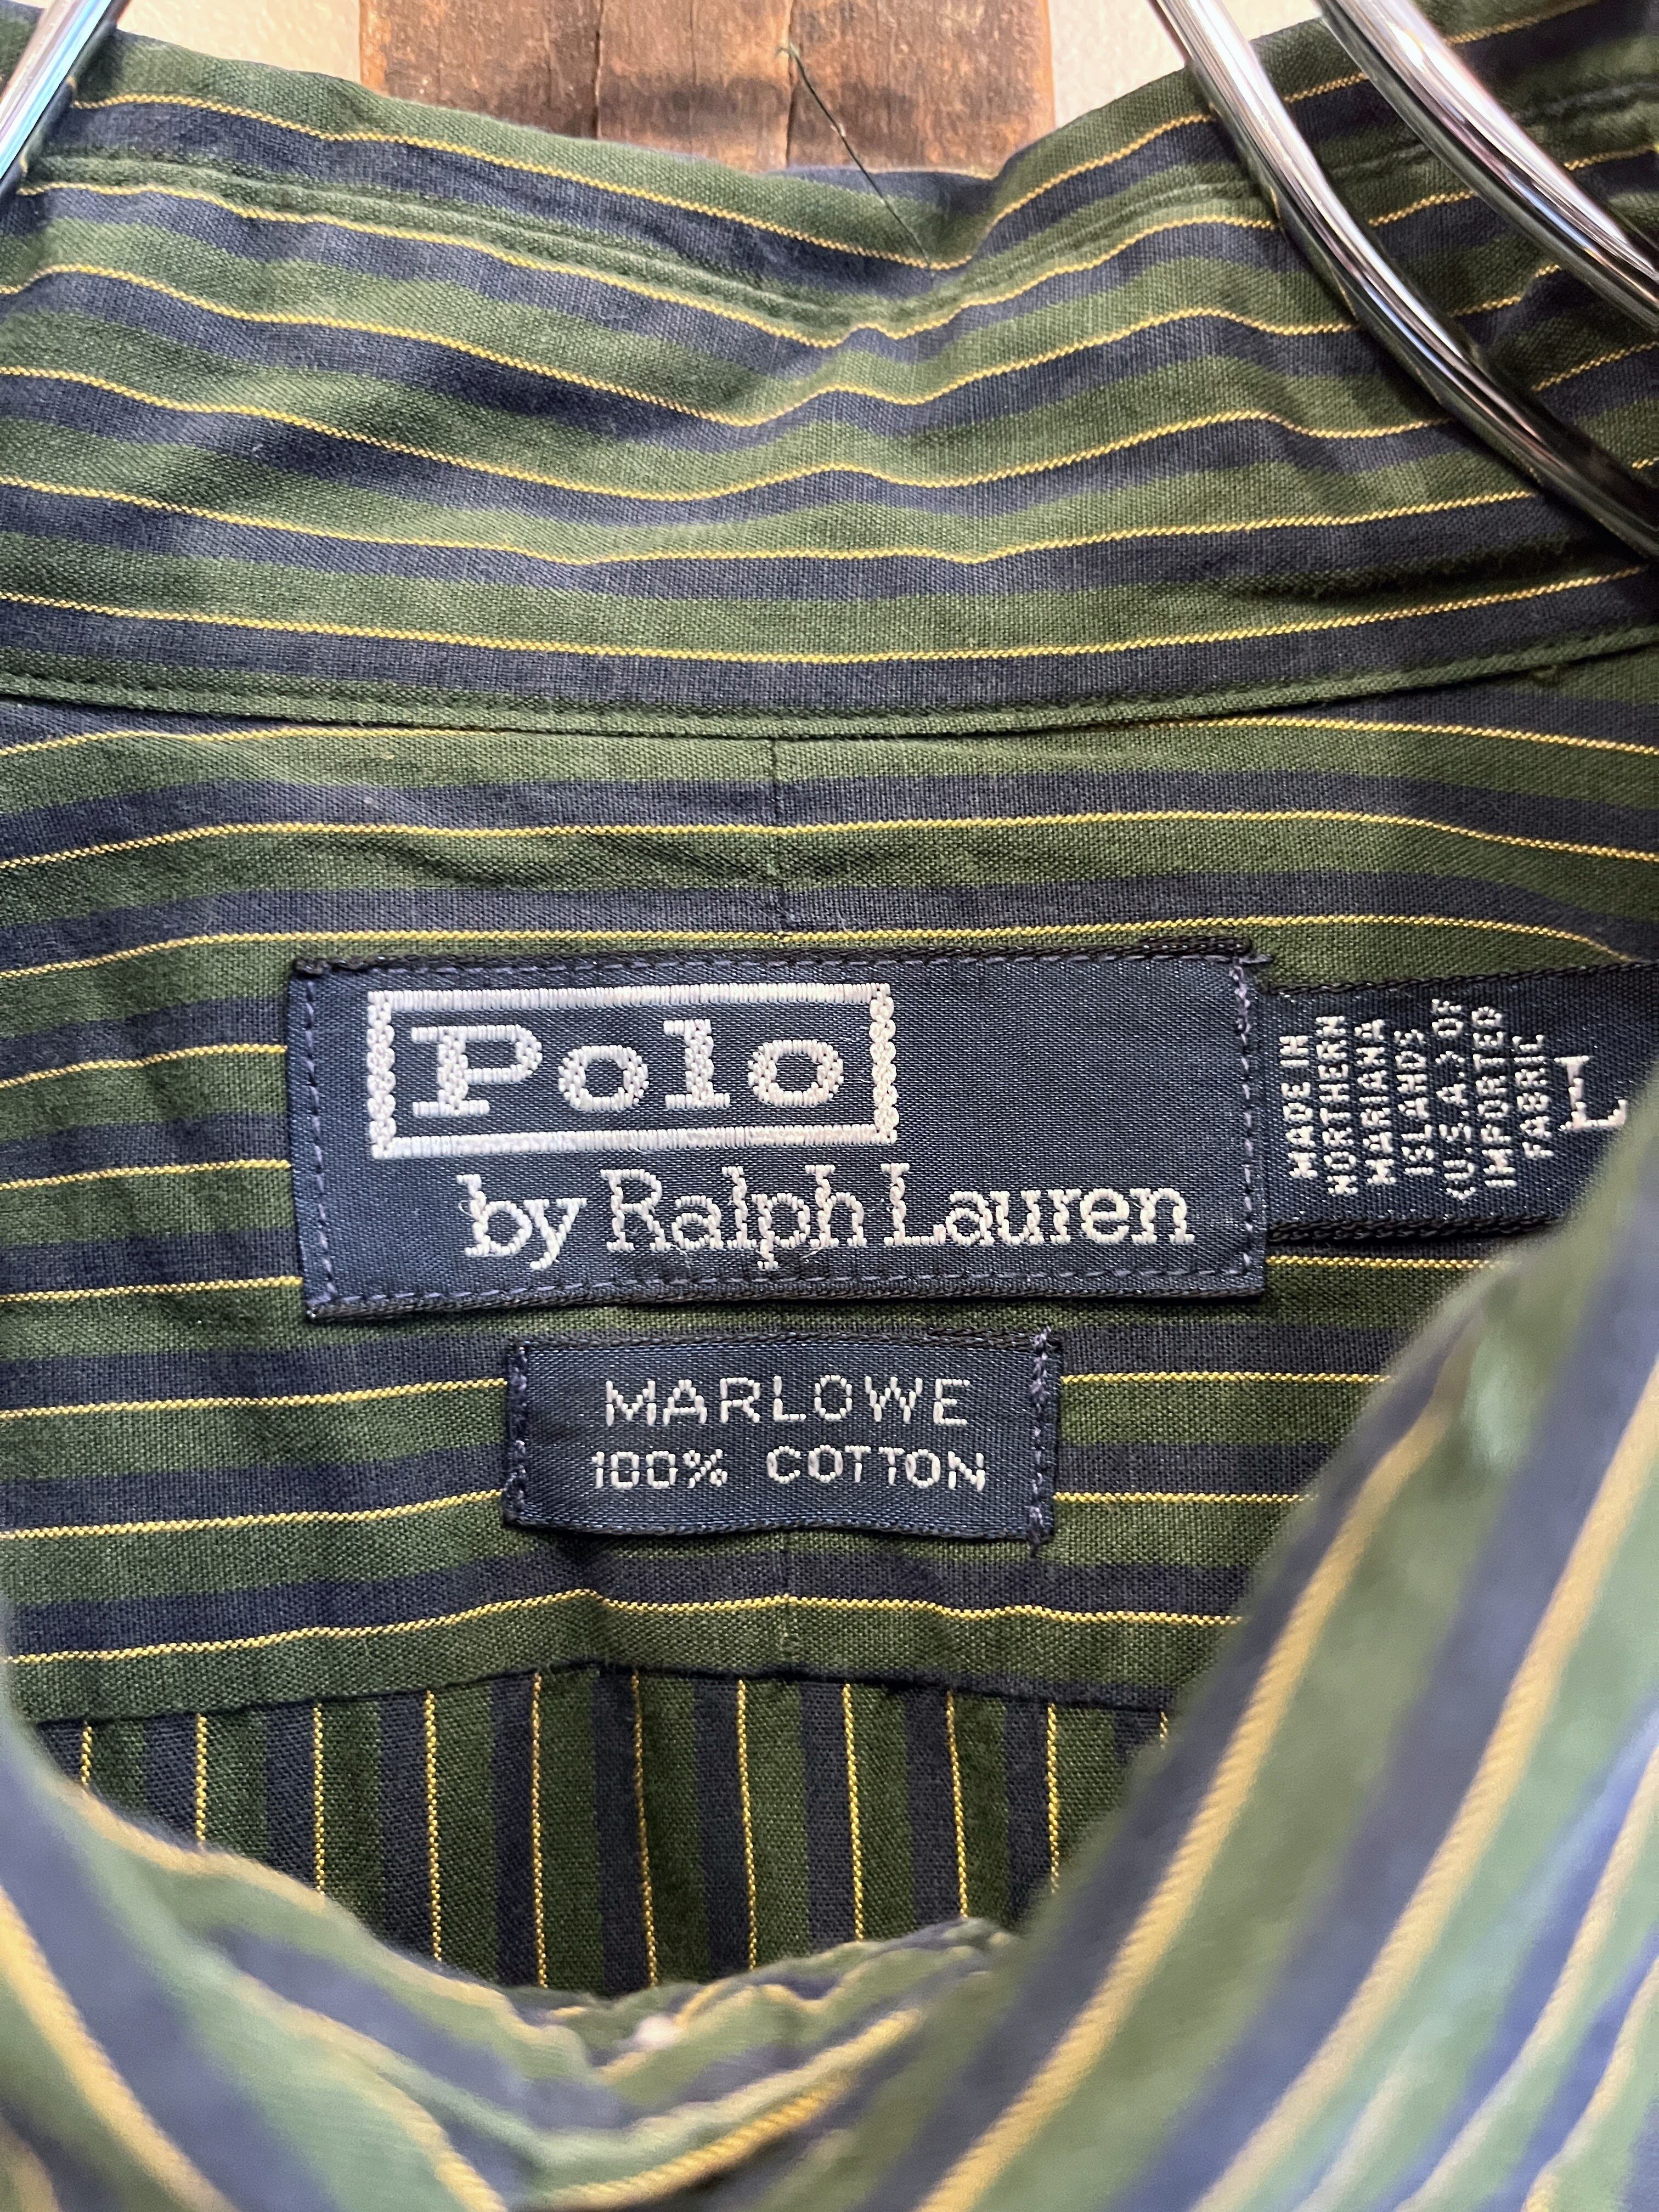 Polo
by Ralph Lauren
MADE IN
NORTHERN
MARIANA
ISLANDS
(U.S.A.) OF
IMPORTED
FABRIC
L
MARLOWE
100% COTTON